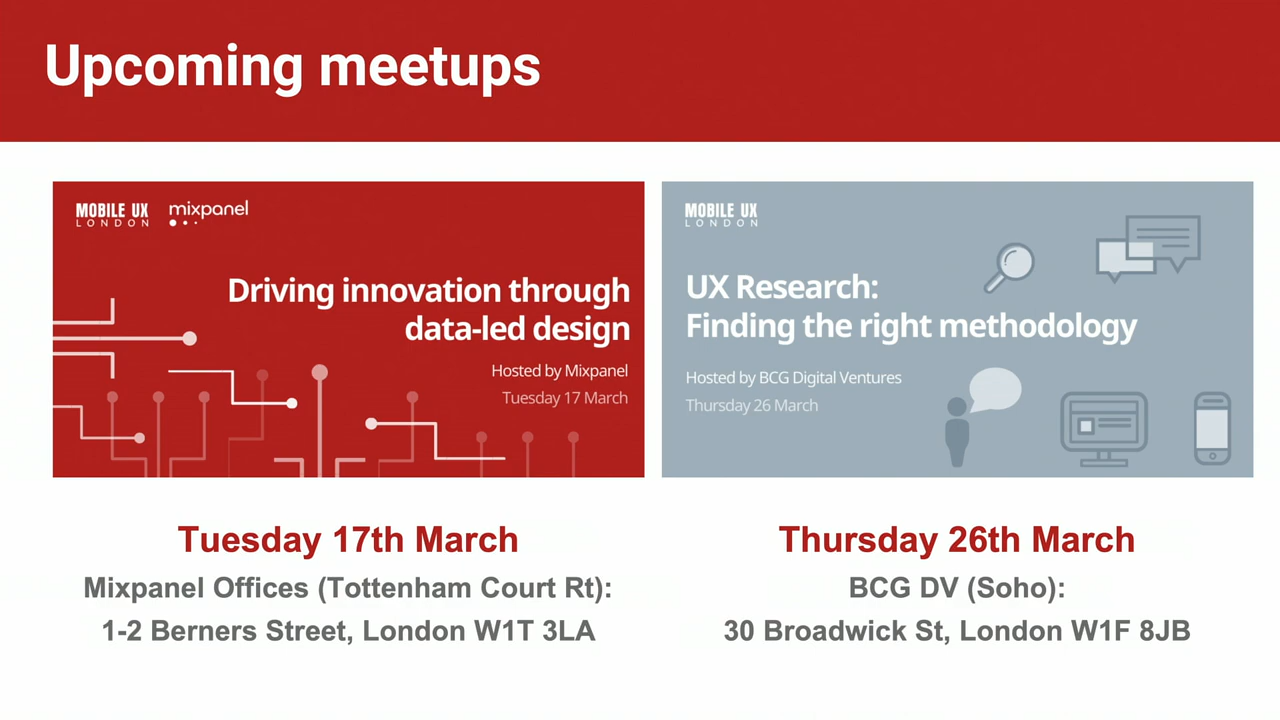 Upcoming meetups
MOBILE UX
LONDON
mixpanel
Driving innovation through
data-led design
Hosted by Mixpanel
Tuesday 17 March
MOBILE UX
LONDON
UX Research:
Finding the right methodology
Hosted by BCG Digital Ventures
Thursday 26 March
Tuesday 17th March
Mixpanel Offices (Tottenham Court Rt):
1-2 Berners Street, London W1T 3LA
Thursday 26th March
BCG DV (Soho):
30 Broadwick St, London W1F 8JB